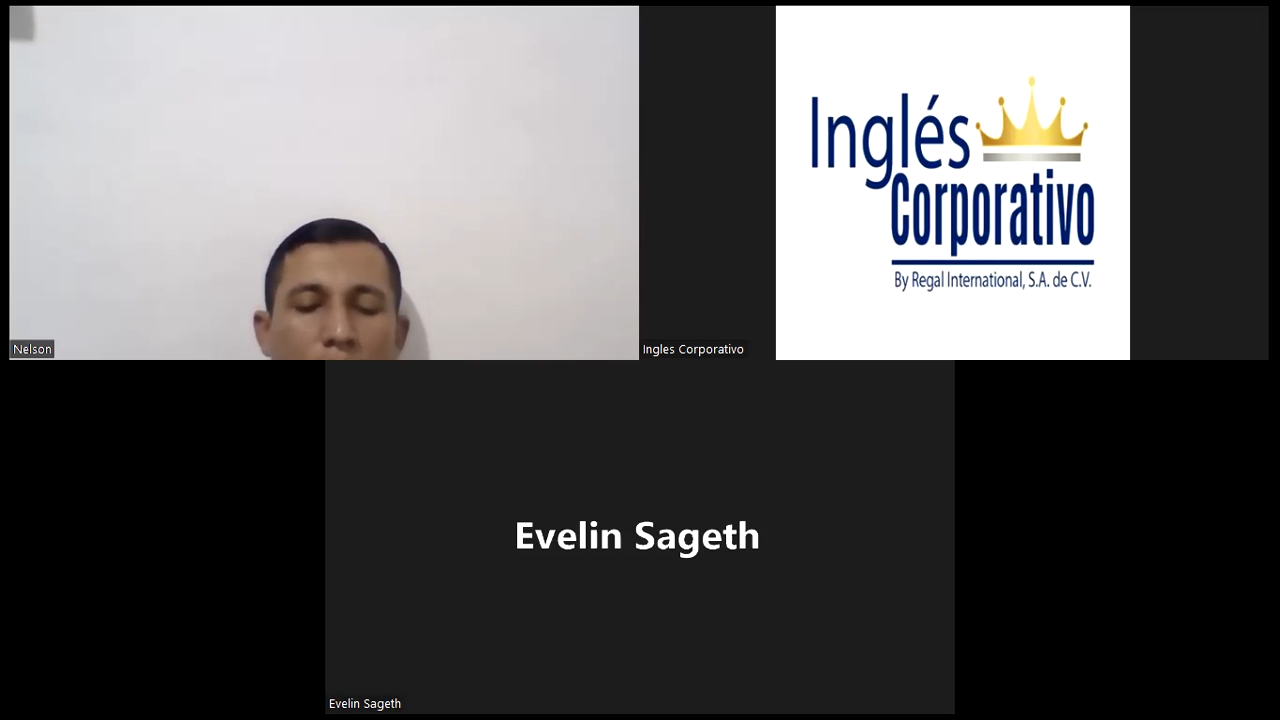 Inglés
Corporativo
By Regal International, S.A. de C.V.
Nelson
Ingles Corporativo
Evelin Sageth
Evelin Sageth